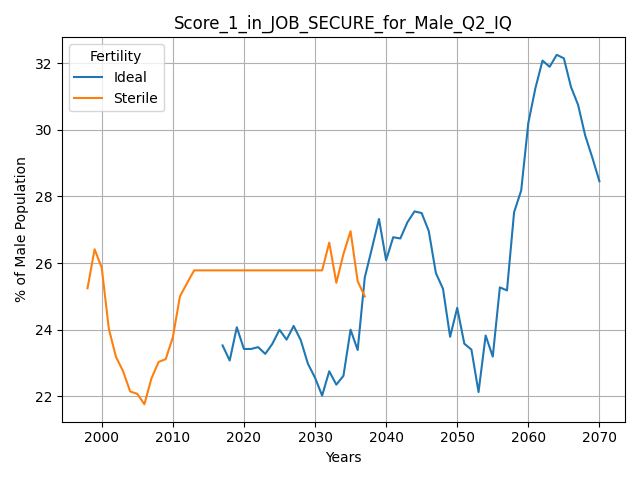 Score_1_in_JOB_SECURE_for_Male_Q2_IQ
Fertility
Ideal
Sterile
% of Male Population
32
30
28
26
24
22
2000 2010 2020 2030 2040 2050 2060 2070
Years